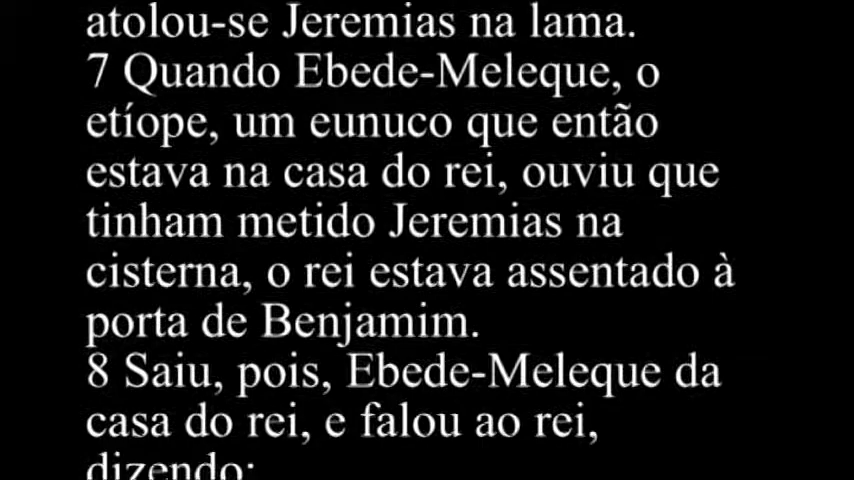 atolou-se Jeremias na lama.
7 Quando Ebede-Meleque, o
etíope, um eunuco que então
estava na casa do rei, ouviu que
tinham metido Jeremias na
cisterna, o rei estava assentado à
porta de Benjamim.
8 Saiu, pois, Ebede-Meleque da
casa do rei, e falou ao rei,
dizendo: